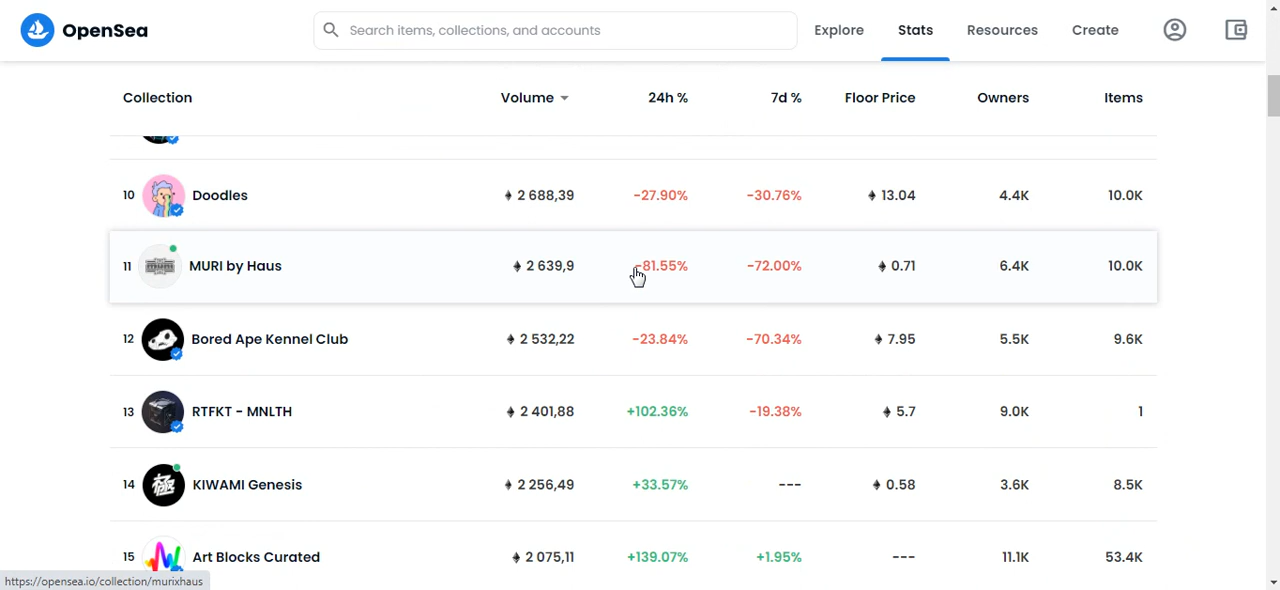 OpenSea Search items, collections, and accounts Explore Stats Resources Create
Collection Volume 24h % 7d % Floor Price Owners Items
10 Doodles 2 688,39 -27.90% -30.76% 13.04 4.4K 10.0K
11 MURI by Haus 2 639,9 -81.55% -72.00% 0.71 6.4K 10.0K
12 Bored Ape Kennel Club 2 532,22 -23.84% -70.34% 7.95 5.5K 9.6K
13 RTFKT - MNLTH 2 401,88 +102.36% -19.38% 5.7 9.0K 1
14 極 KIWAMI Genesis 2 256,49 +33.57% --- 0.58 3.6K 8.5K
15 Art Blocks Curated 2 075,11 +139.07% +1.95% --- 11.1K 53.4K
https://opensea.io/collection/murixhaus